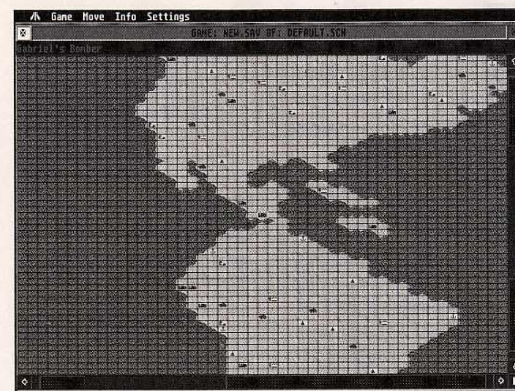 Game Move Info Settings
GAME: NEW.SAV OF: DEFAULT.SCN
Gabriel's Bomber